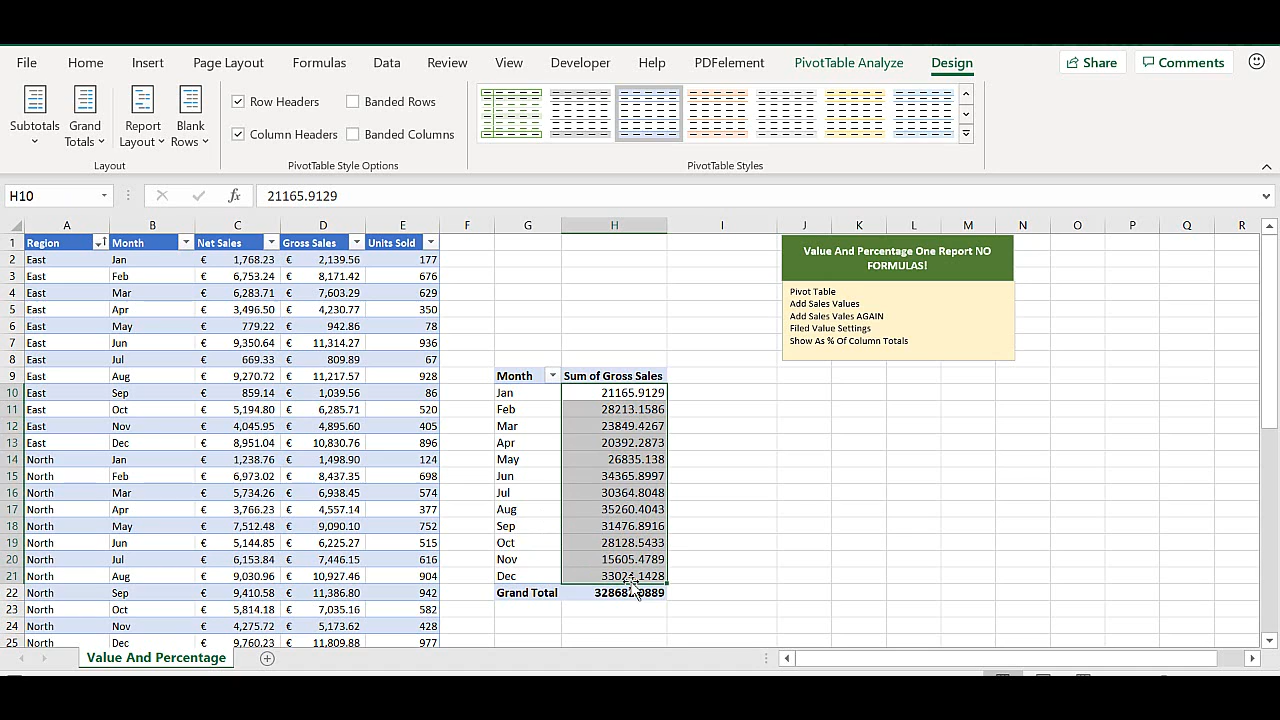 File Home Insert Page Layout Formulas Data Review View Developer Help PDFelement PivotTable Analyze Design Share Comments
Subtotals Grand Totals Report Layout Blank Rows
Row Headers Banded Rows
Column Headers Banded Columns
Layout PivotTable Style Options PivotTable Styles
H10 fx 21165.9129
A B C D E F G H I J K L M N O P Q R
1 Region Month Net Sales Gross Sales Units Sold
2 East Jan € 1,768.23 € 2,139.56 177
3 East Feb € 6,753.24 € 8,171.42 676
4 East Mar € 6,283.71 € 7,603.29 629
5 East Apr € 3,496.50 € 4,230.77 350
6 East May € 779.22 € 942.86 78
7 East Jun € 9,350.64 € 11,314.27 936
8 East Jul € 669.33 € 809.89 67
9 East Aug € 9,270.72 € 11,217.57 928 Month Sum of Gross Sales
10 East Sep € 859.14 € 1,039.56 86 Jan 21165.9129
11 East Oct € 5,194.80 € 6,285.71 520 Feb 28213.1586
12 East Nov € 4,045.95 € 4,895.60 405 Mar 23849.4267
13 East Dec € 8,951.04 € 10,830.76 896 Apr 20392.2873
14 North Jan € 1,238.76 € 1,498.90 124 May 26835.138
15 North Feb € 6,973.02 € 8,437.35 698 Jun 34365.8997
16 North Mar € 5,734.26 € 6,938.45 574 Jul 30364.8048
17 North Apr € 3,766.23 € 4,557.14 377 Aug 35260.4043
18 North May € 7,512.48 € 9,090.10 752 Sep 31476.8916
19 North Jun € 5,144.85 € 6,225.27 515 Oct 28128.5433
20 North Jul € 6,153.84 € 7,446.15 616 Nov 15605.4789
21 North Aug € 9,030.96 € 10,927.46 904 Dec
22 North Sep € 9,410.58 € 11,386.80 942 Grand Total
23 North Oct € 5,814.18 € 7,035.16 582
24 North Nov € 4,275.72 € 5,173.62 428
25 North Dec € 9,760.23 € 11,809.88 977
Value And Percentage One Report NO
FORMULAS!
Pivot Table
Add Sales Values
Add Sales Vales AGAIN
Filed Value Settings
Show As % Of Column Totals
Value And Percentage